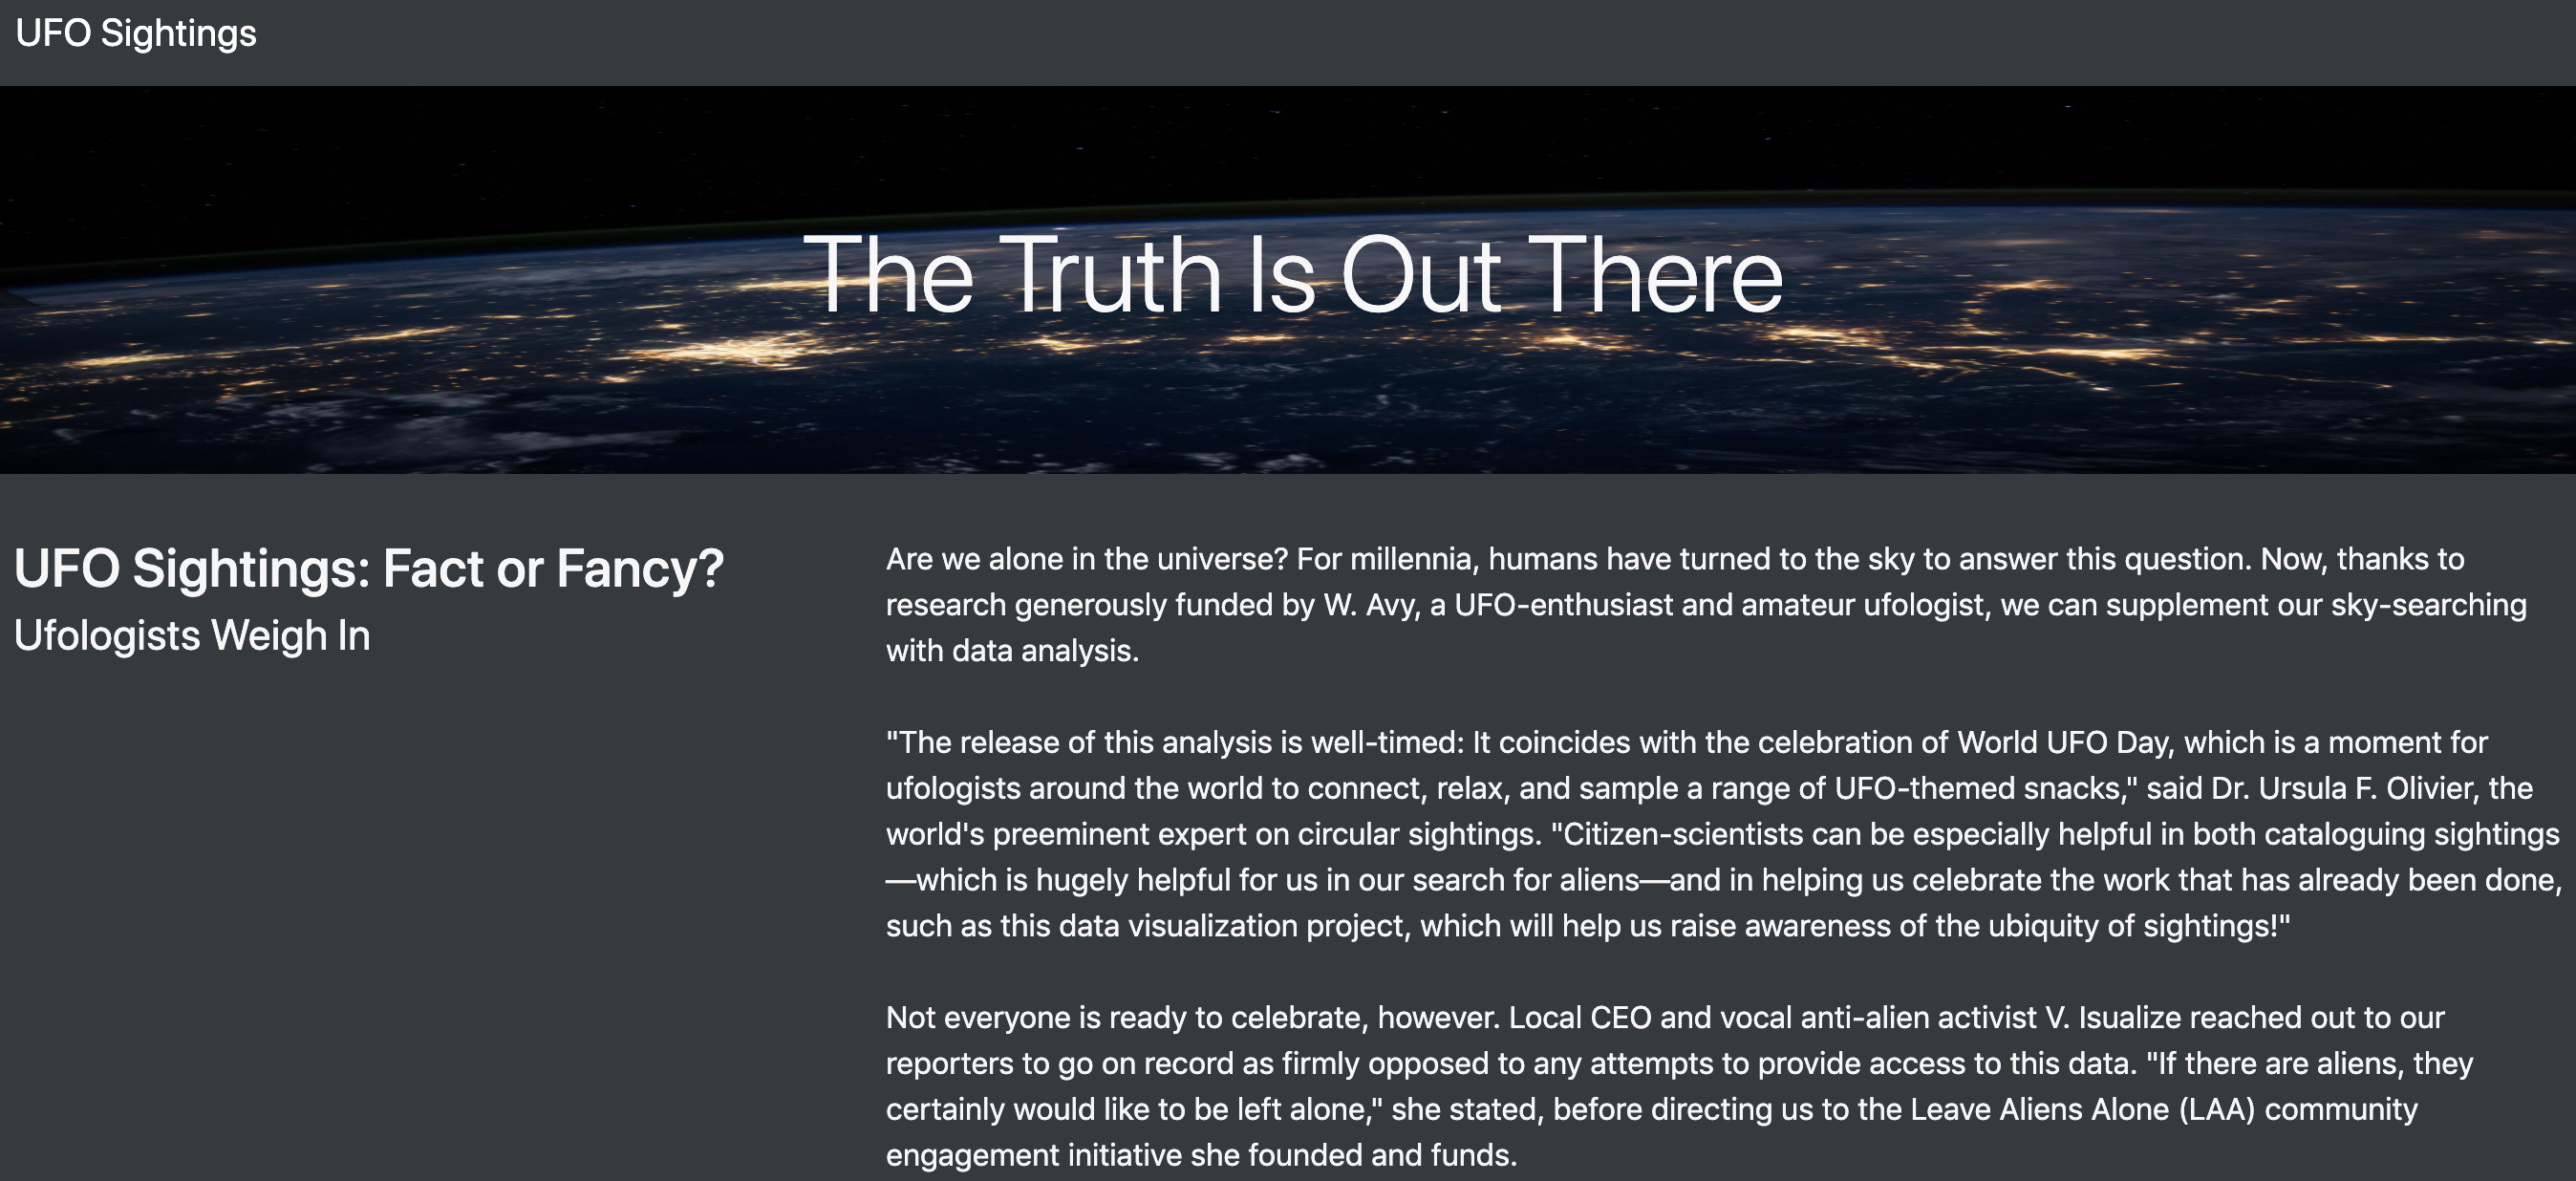 UFO Sightings
The Truth Is Out There
UFO Sightings: Fact or Fancy?
Ufologists Weigh In
Are we alone in the universe? For millennia, humans have turned to the sky to answer this question. Now, thanks to
research generously funded by W. Avy, a UFO-enthusiast and amateur ufologist, we can supplement our sky-searching
with data analysis.
"The release of this analysis is well-timed: It coincides with the celebration of World UFO Day, which is a moment for
ufologists around the world to connect, relax, and sample a range of UFO-themed snacks," said Dr. Ursula F. Olivier, the
world's preeminent expert on circular sightings. "Citizen-scientists can be especially helpful in both cataloguing sightings
—which is hugely helpful for us in our search for aliens—and in helping us celebrate the work that has already been done,
such as this data visualization project, which will help us raise awareness of the ubiquity of sightings!"
Not everyone is ready to celebrate, however. Local CEO and vocal anti-alien activist V. Isualize reached out to our
reporters to go on record as firmly opposed to any attempts to provide access to this data. "If there are aliens, they
certainly would like to be left alone," she stated, before directing us to the Leave Aliens Alone (LAA) community
engagement initiative she founded and funds.